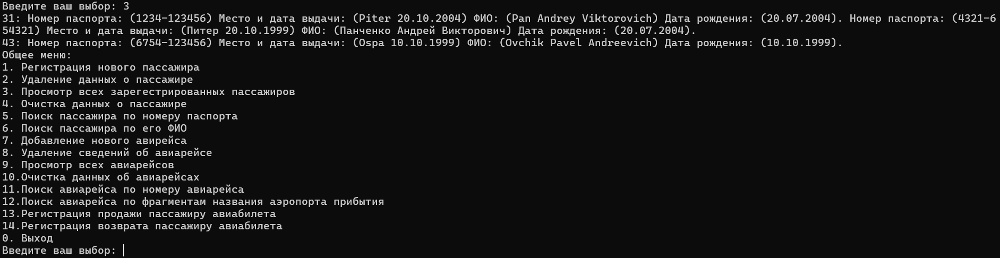 Введите ваш выбор: 3
31: Номер паспорта: (1234-123456) Место и дата выдачи: (Piter 20.10.2004) ФИО: (Pan Andrey Viktorovich) Дата рождения: (20.07.2004). Номер паспорта: (4321-6
54321) Место и дата выдачи: (Питер 20.10.1999) ФИО: (Панченко Андрей Викторович) Дата рождения: (20.07.2004).
43: Номер паспорта: (6754-123456) Место и дата выдачи: (Ospa 10.10.1999) ФИО: (Ovchik Pavel Andreevich) Дата рождения: (10.10.1999).
Общее меню:
1. Регистрация нового пассажира
2. Удаление данных о пассажире
3. Просмотр всех зарегестрированных пассажиров
4. Очистка данных о пассажире
5. Поиск пассажира по номеру паспорта
6. Поиск пассажира по его ФИО
7. Добавление нового авирейса
8. Удаление сведений об авиарейсе
9. Просмотр всех авиарейсов
10.Очистка данных об авиарейсах
11.Поиск авиарейса по номеру авиарейса
12.Поиск авиарейса по фрагментам названия аэропорта прибытия
13.Регистрация продажи пассажиру авиабилета
14.Регистрация возврата пассажиру авиабилета
0. Выход
Введите ваш выбор: